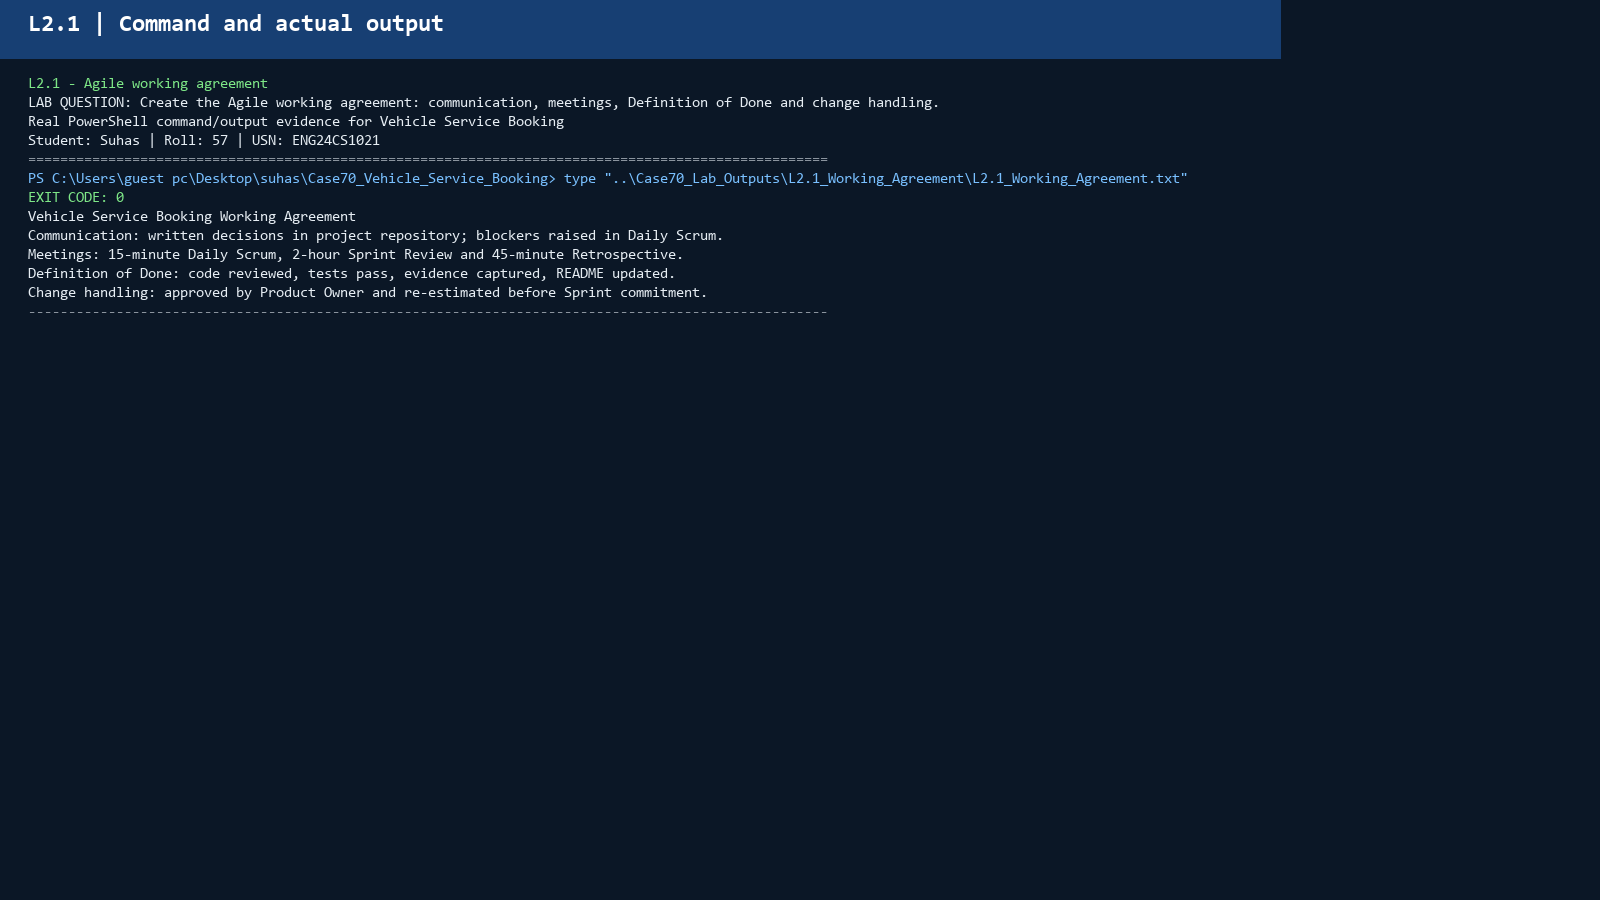 L2.1 | Command and actual output
L2.1 - Agile working agreement
LAB QUESTION: Create the Agile working agreement: communication, meetings, Definition of Done and change handling.
Real PowerShell command/output evidence for Vehicle Service Booking
Student: Suhas | Roll: 57 | USN: ENG24CS1021
====================================================================================================
PS C:\Users\guest pc\Desktop\suhas\Case70_Vehicle_Service_Booking> type "..\Case70_Lab_Outputs\L2.1_Working_Agreement\L2.1_Working_Agreement.txt"
EXIT CODE: 0
Vehicle Service Booking Working Agreement
Communication: written decisions in project repository; blockers raised in Daily Scrum.
Meetings: 15-minute Daily Scrum, 2-hour Sprint Review and 45-minute Retrospective.
Definition of Done: code reviewed, tests pass, evidence captured, README updated.
Change handling: approved by Product Owner and re-estimated before Sprint commitment.
----------------------------------------------------------------------------------------------------